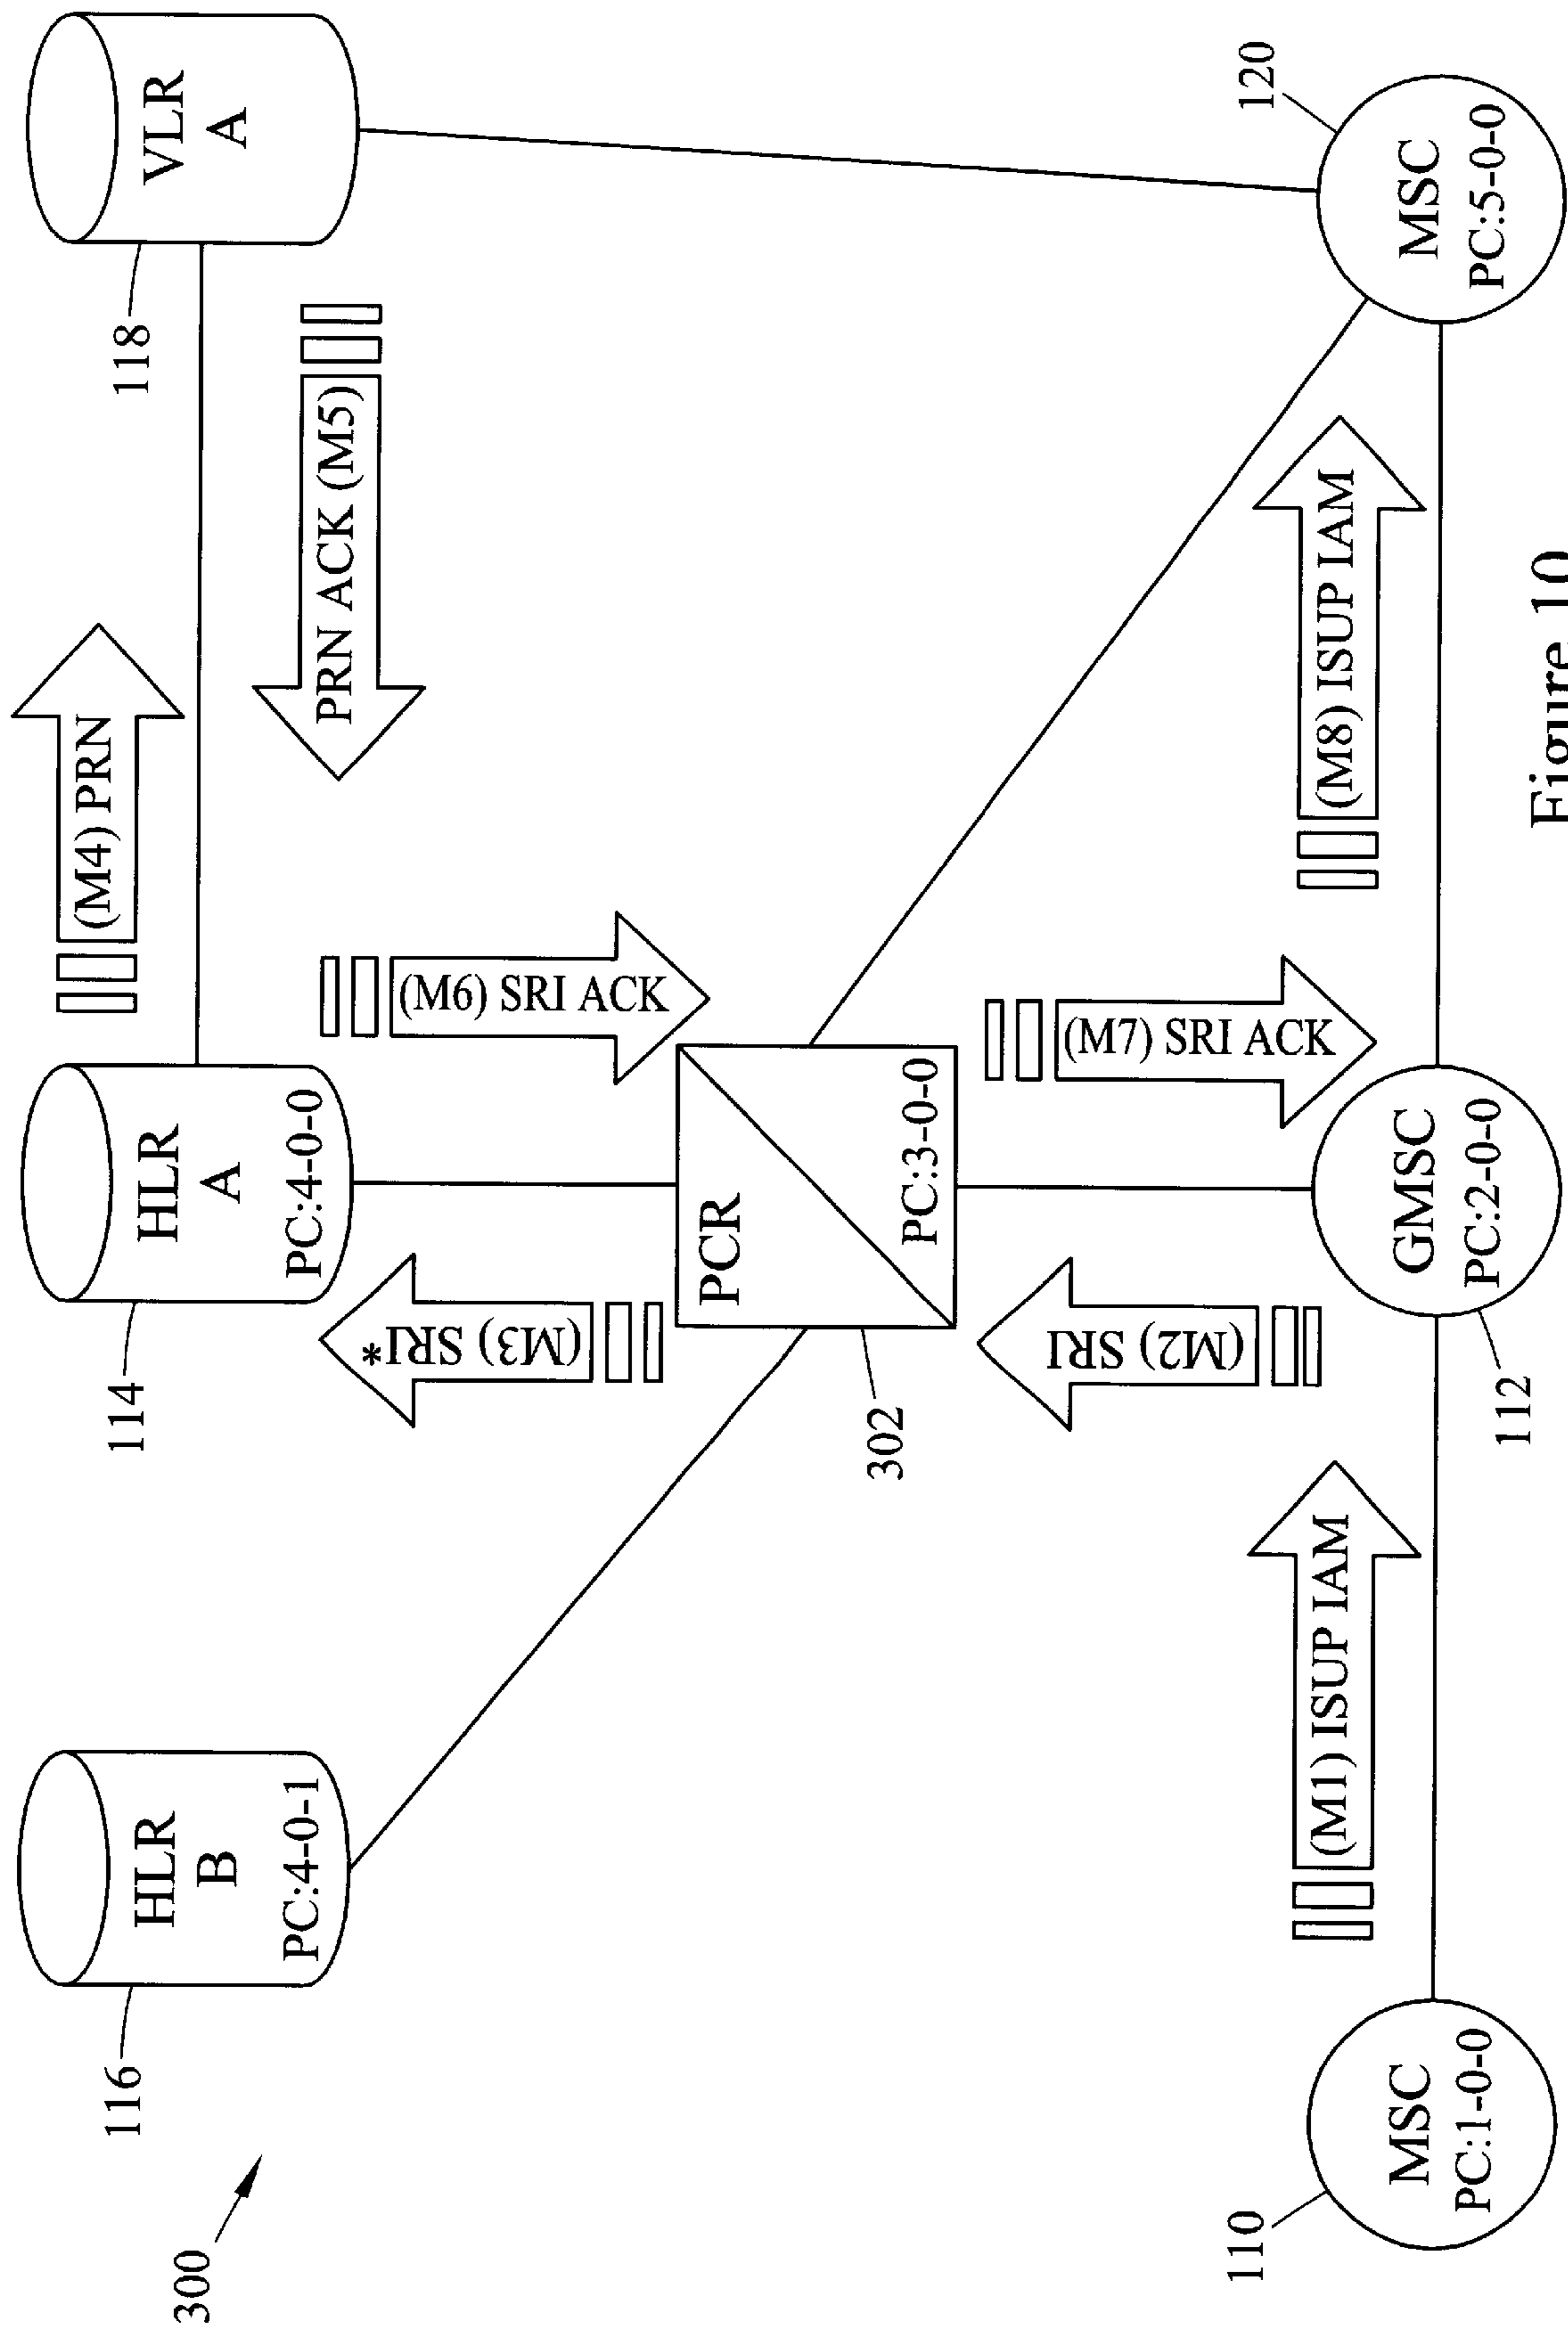 300
116
HLR
B
PC:4-0-1
114
HLR
A
PC:4-0-0
(M4) PRN
118
VLR
A
PRN ACK (M5)
(M3) SRI*
(M6) SRI ACK
302
PCR
PC:3-0-0
(M2) SRI
(M7) SRI ACK
110
MSC
PC:1-0-0
(M1) ISUP IAM
112
GMSC
PC:2-0-0
(M8) ISUP IAM
120
MSC
PC:5-0-0
Figure 10